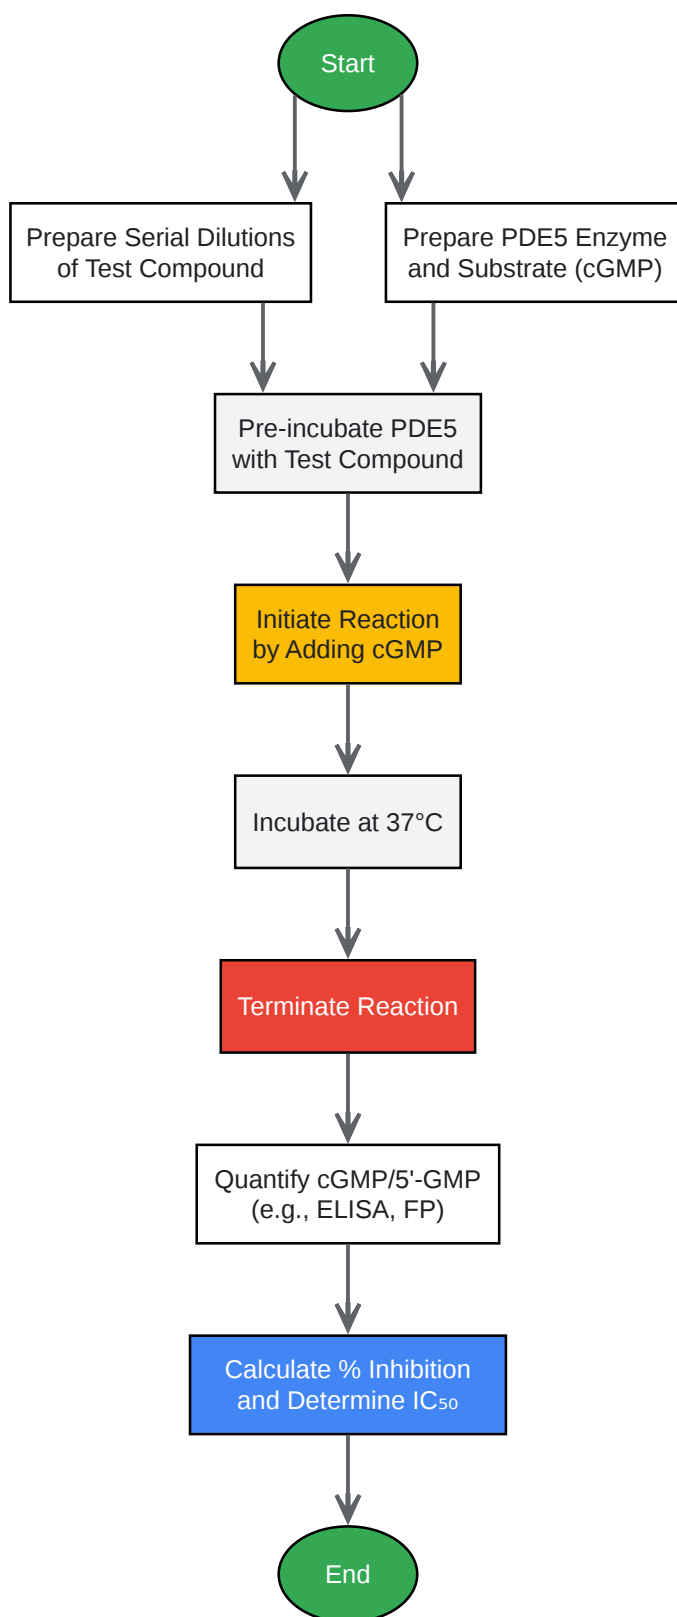 Start
Prepare Serial Dilutions
of Test Compound
Prepare PDE5 Enzyme
and Substrate (cGMP)
Pre-incubate PDE5
with Test Compound
Initiate Reaction
by Adding cGMP
Incubate at 37°C
Terminate Reaction
Quantify cGMP/5'-GMP
(e.g., ELISA, FP)
Calculate % Inhibition
and Determine IC₅₀
End